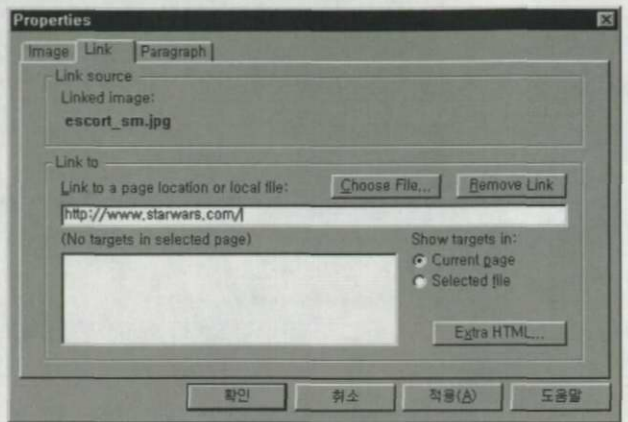 Properties
Image Link Paragraph
Link source
Linked image:
escort_sm.jpg
Link to
Link to a page location or local file:
Choose File...
Remove Link
http://www.starwars.com/
(No targets in selected page)
Show targets in:
Current page
Selected file
Extra HTML...
확인 취소 적용(A) 도움말